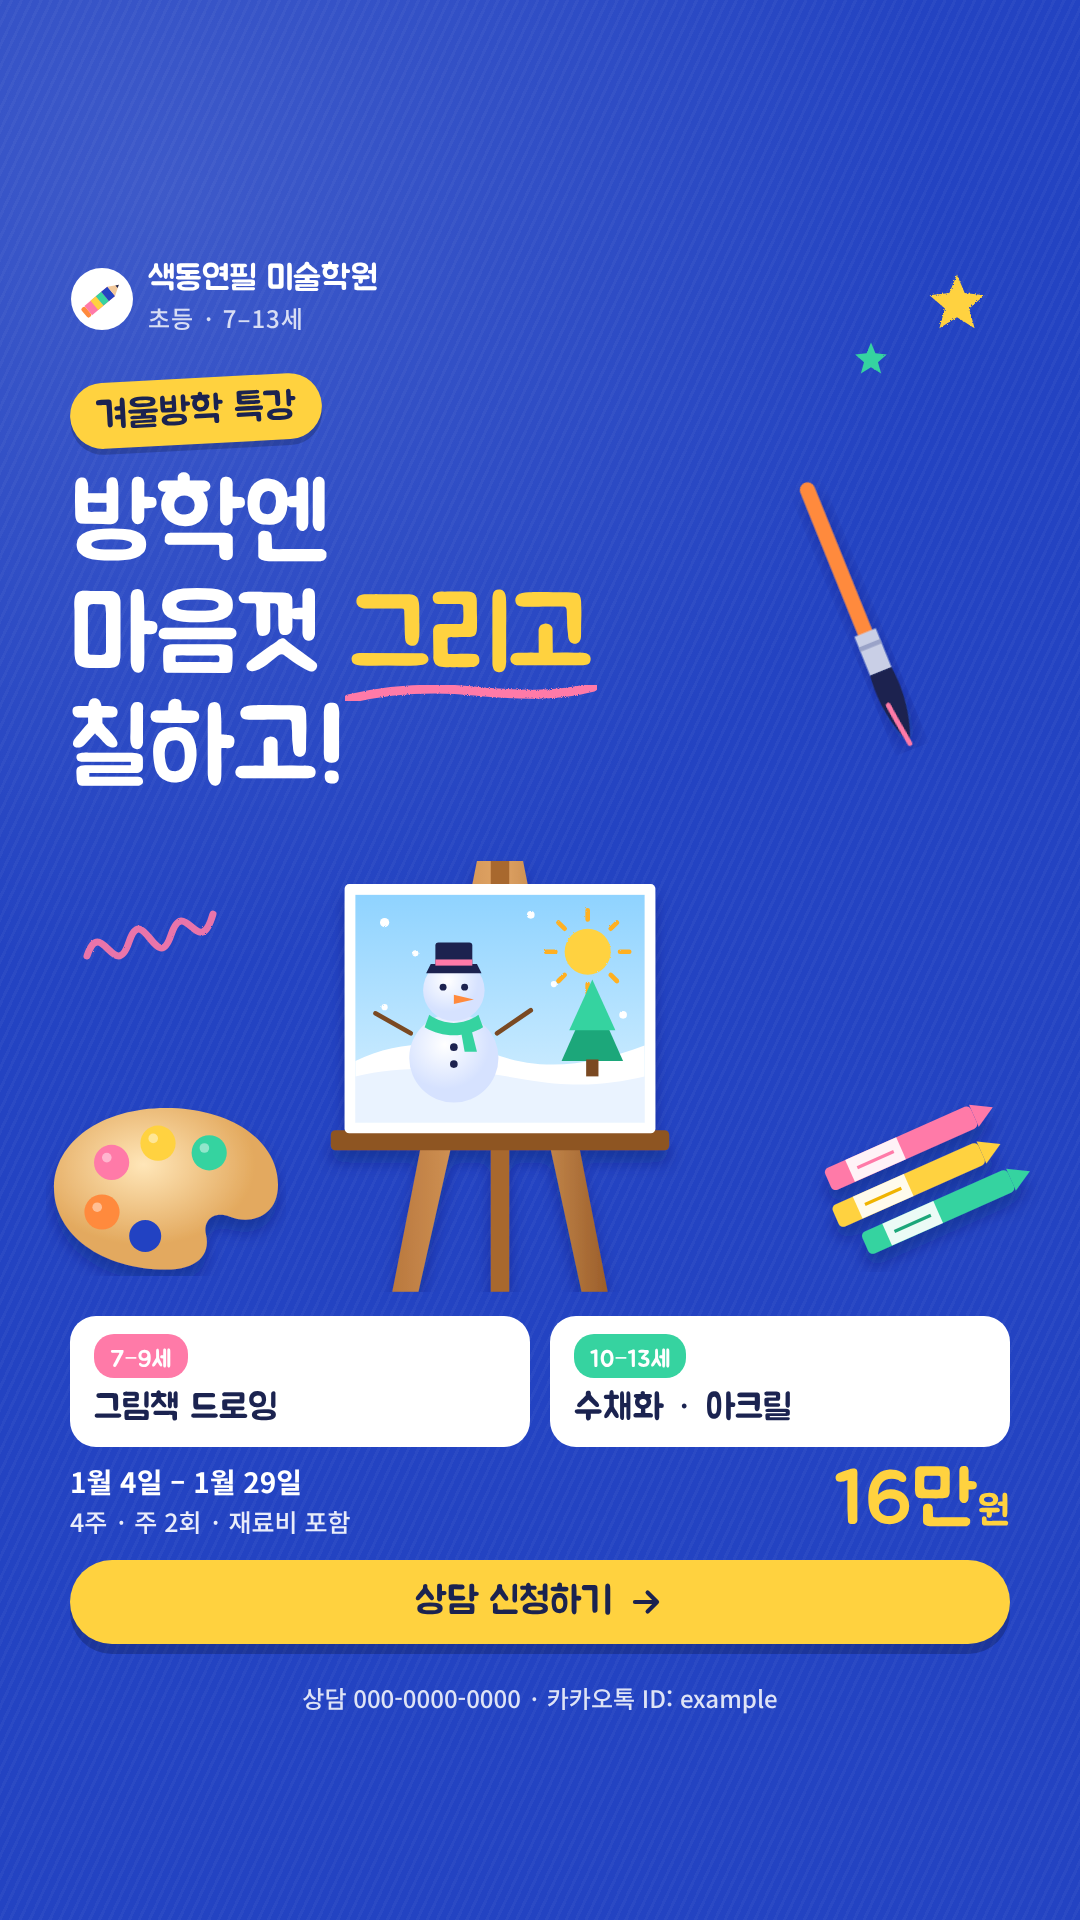 색동연필 미술학원
초등 · 7–13세
겨울방학 특강
방학엔
마음껏 그리고
칠하고!
7–9세
그림책 드로잉
10–13세
수채화 · 아크릴
1월 4일 – 1월 29일
4주 · 주 2회 · 재료비 포함
16만원
상담 신청하기 →
상담 000-0000-0000 · 카카오톡 ID: example